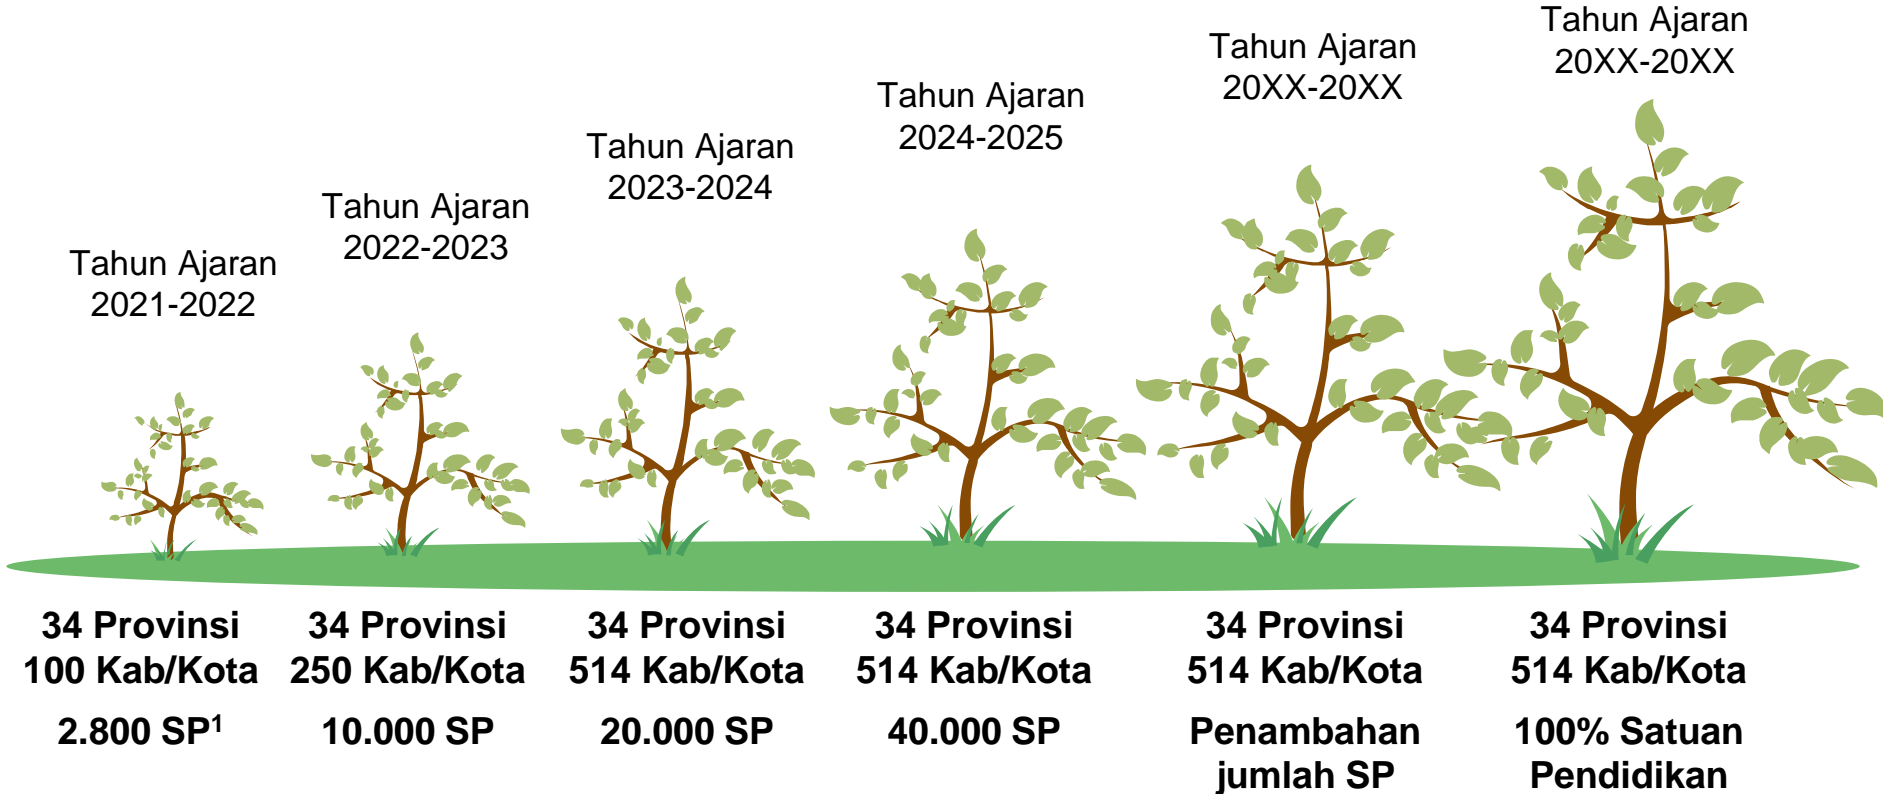 Tahun Ajaran
2021-2022
Tahun Ajaran
2022-2023
Tahun Ajaran
2023-2024
Tahun Ajaran
2024-2025
Tahun Ajaran
20XX-20XX
Tahun Ajaran
20XX-20XX
34 Provinsi
100 Kab/Kota
2.800 SP¹
34 Provinsi
250 Kab/Kota
10.000 SP
34 Provinsi
514 Kab/Kota
20.000 SP
34 Provinsi
514 Kab/Kota
40.000 SP
34 Provinsi
514 Kab/Kota
Penambahan
jumlah SP
34 Provinsi
514 Kab/Kota
100% Satuan
Pendidikan